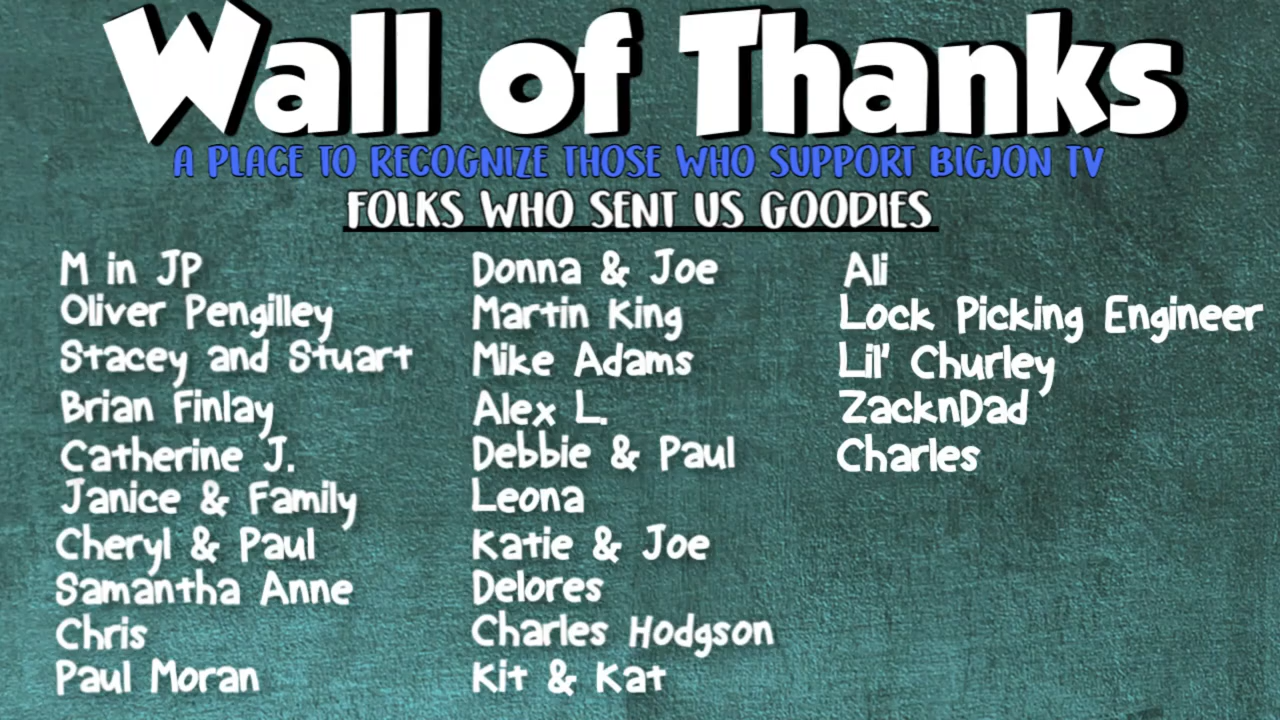 Wall of Thanks
A PLACE TO RECOGNIZE THOSE WHO SUPPORT BIGJON TV
FOLKS WHO SENT US GOODIES
M in JP
Oliver Pengilley
Stacey and Stuart
Brian Finlay
Catherine J.
Janice & Family
Cheryl & Paul
Samantha Anne
Chris
Paul Moran
Donna & Joe
Martin King
Mike Adams
Alex L.
Debbie & Paul
Leona
Katie & Joe
Delores
Charles Hodgson
Kit & Kat
Ali
Lock Picking Engineer
Lil' Churley
ZacknDad
Charles